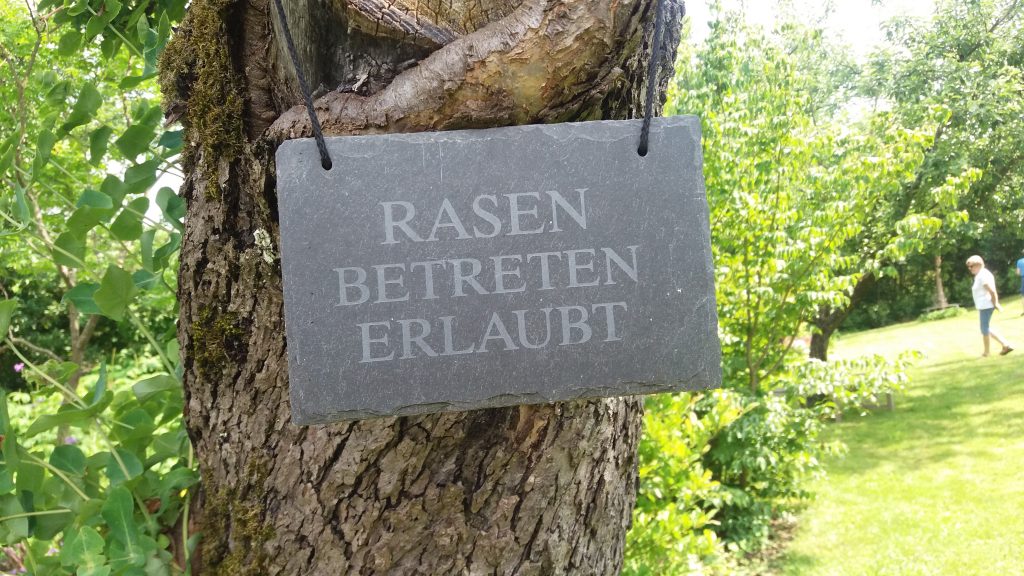 RASEN
BETRETEN
ERLAUBT